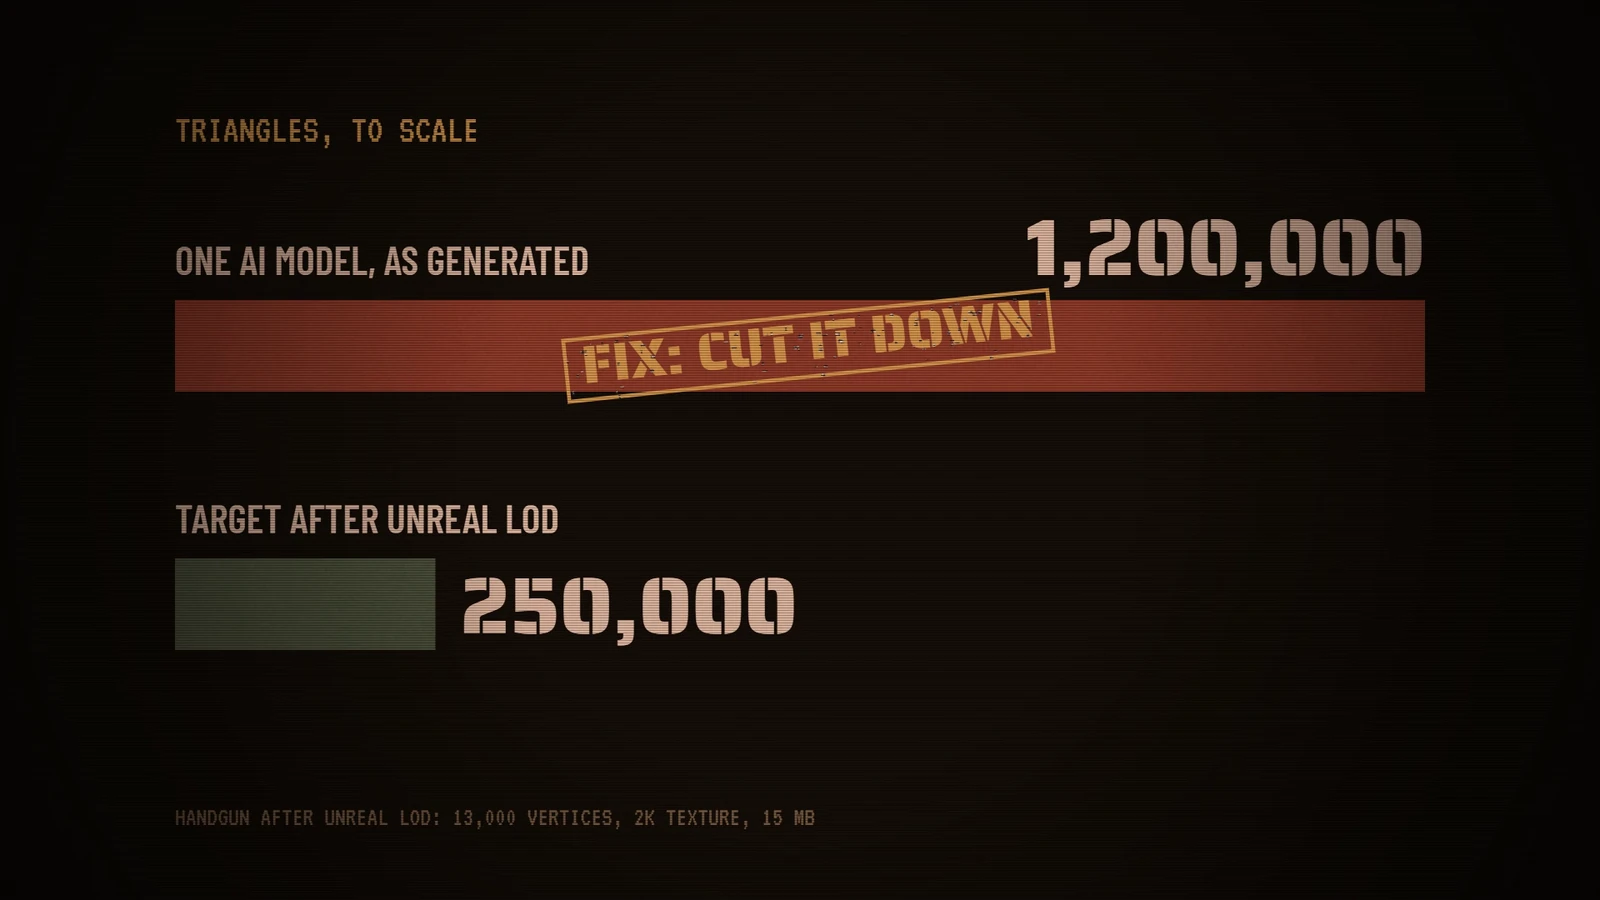 TRIANGLES, TO SCALE
ONE AI MODEL, AS GENERATED
1,200,000
FIX: CUT IT DOWN
TARGET AFTER UNREAL LOD
250,000
HANDGUN AFTER UNREAL LOD: 13,000 VERTICES, 2K TEXTURE, 15 MB